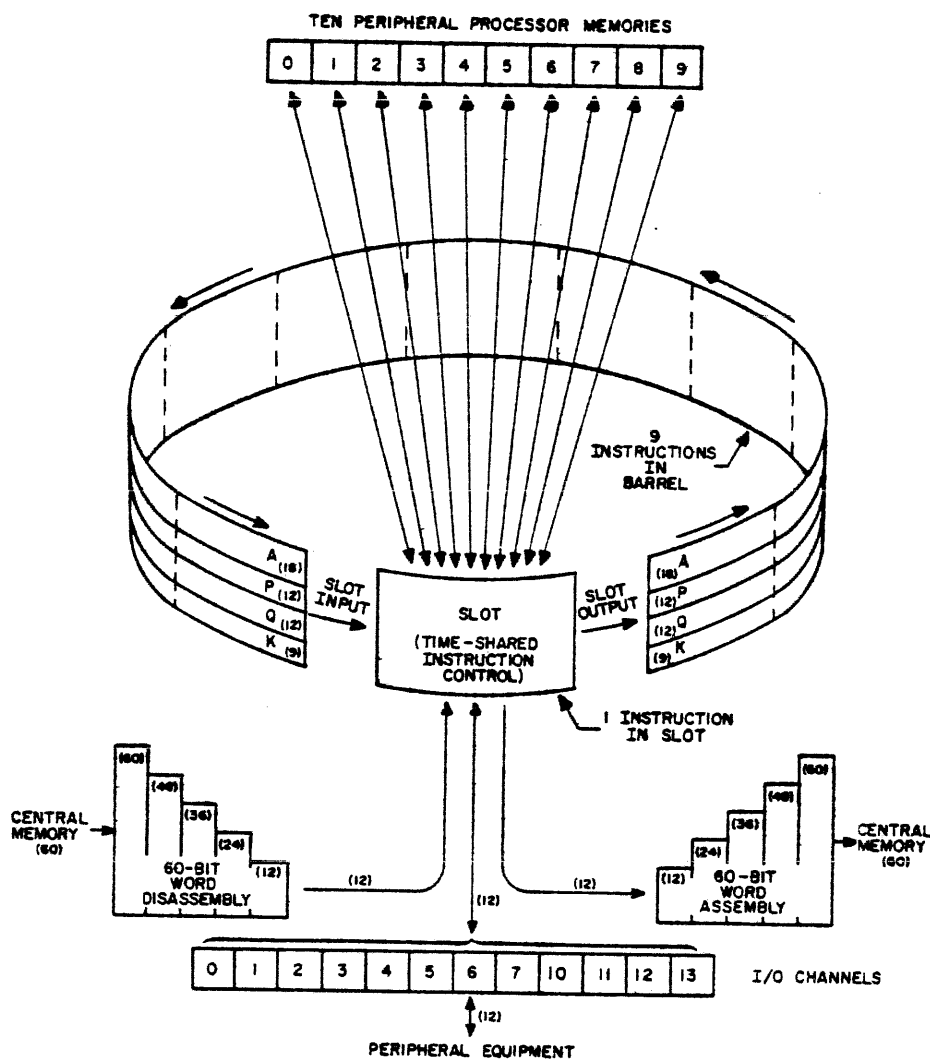 TEN PERIPHERAL PROCESSOR MEMORIES
0 1 2 3 4 5 6 7 8 9
9
INSTRUCTIONS
IN
BARREL
A (18)
P (12)
Q (12)
K (9)
SLOT
INPUT
SLOT
(TIME-SHARED
INSTRUCTION
CONTROL)
SLOT
OUTPUT
(18) A
(12) P
(12) Q
(9) K
1 INSTRUCTION
IN SLOT
CENTRAL
MEMORY
(60)
(60)
(48)
(36)
(24)
(12)
60-BIT
WORD
DISASSEMBLY
(12)
(12)
(12)
(12)
(24)
(36)
(48)
(60)
60-BIT
WORD
ASSEMBLY
CENTRAL
MEMORY
(60)
0 1 2 3 4 5 6 7 10 11 12 13
I/O CHANNELS
(12)
PERIPHERAL EQUIPMENT